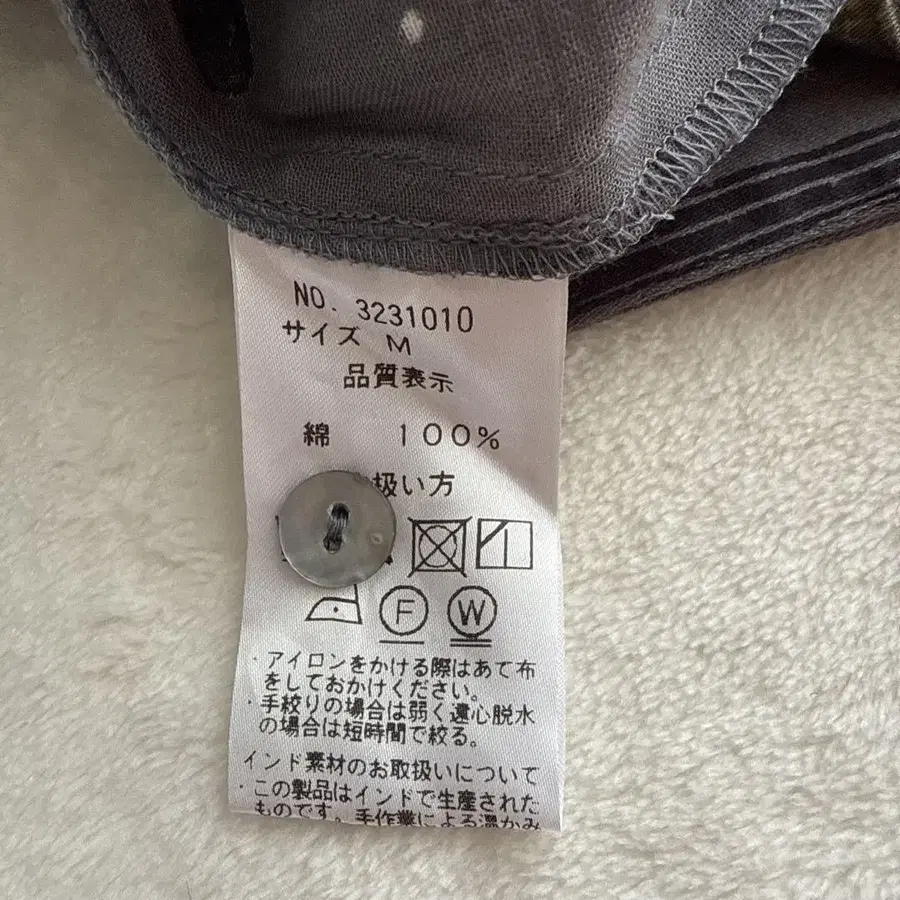 NO. 3231010
サイズ M
品質表示
綿 100%
扱い方
F W
・アイロンをかける際はあて布
をしておかけください。
・手絞りの場合は弱く遠心脱水
の場合は短時間で絞る。
インド素材のお取扱いについて
・この製品はインドで生産された
ものです。手作業による温かみ